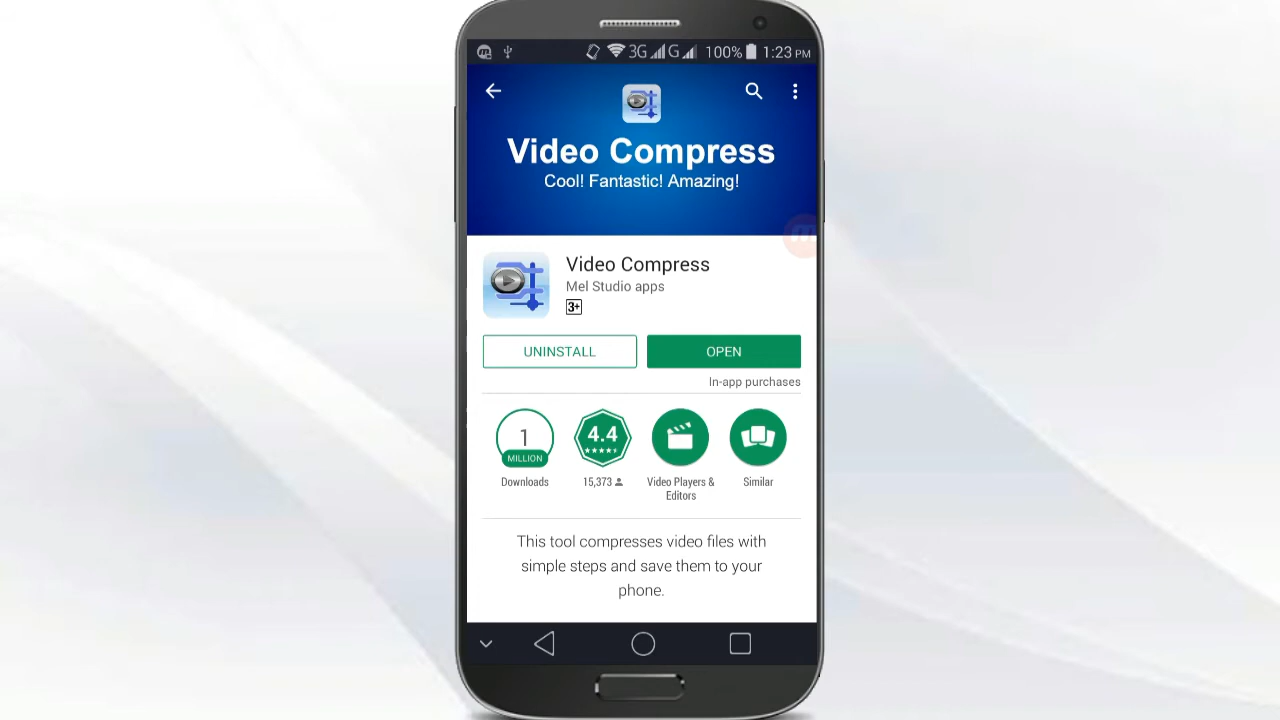 3G G 100% 1:23 PM
Video Compress
Cool! Fantastic! Amazing!
Video Compress
Mel Studio apps
3+
UNINSTALL
OPEN
In-app purchases
1
MILLION
Downloads
4.4
15,373
Video Players &
Editors
Similar
This tool compresses video files with
simple steps and save them to your
phone.